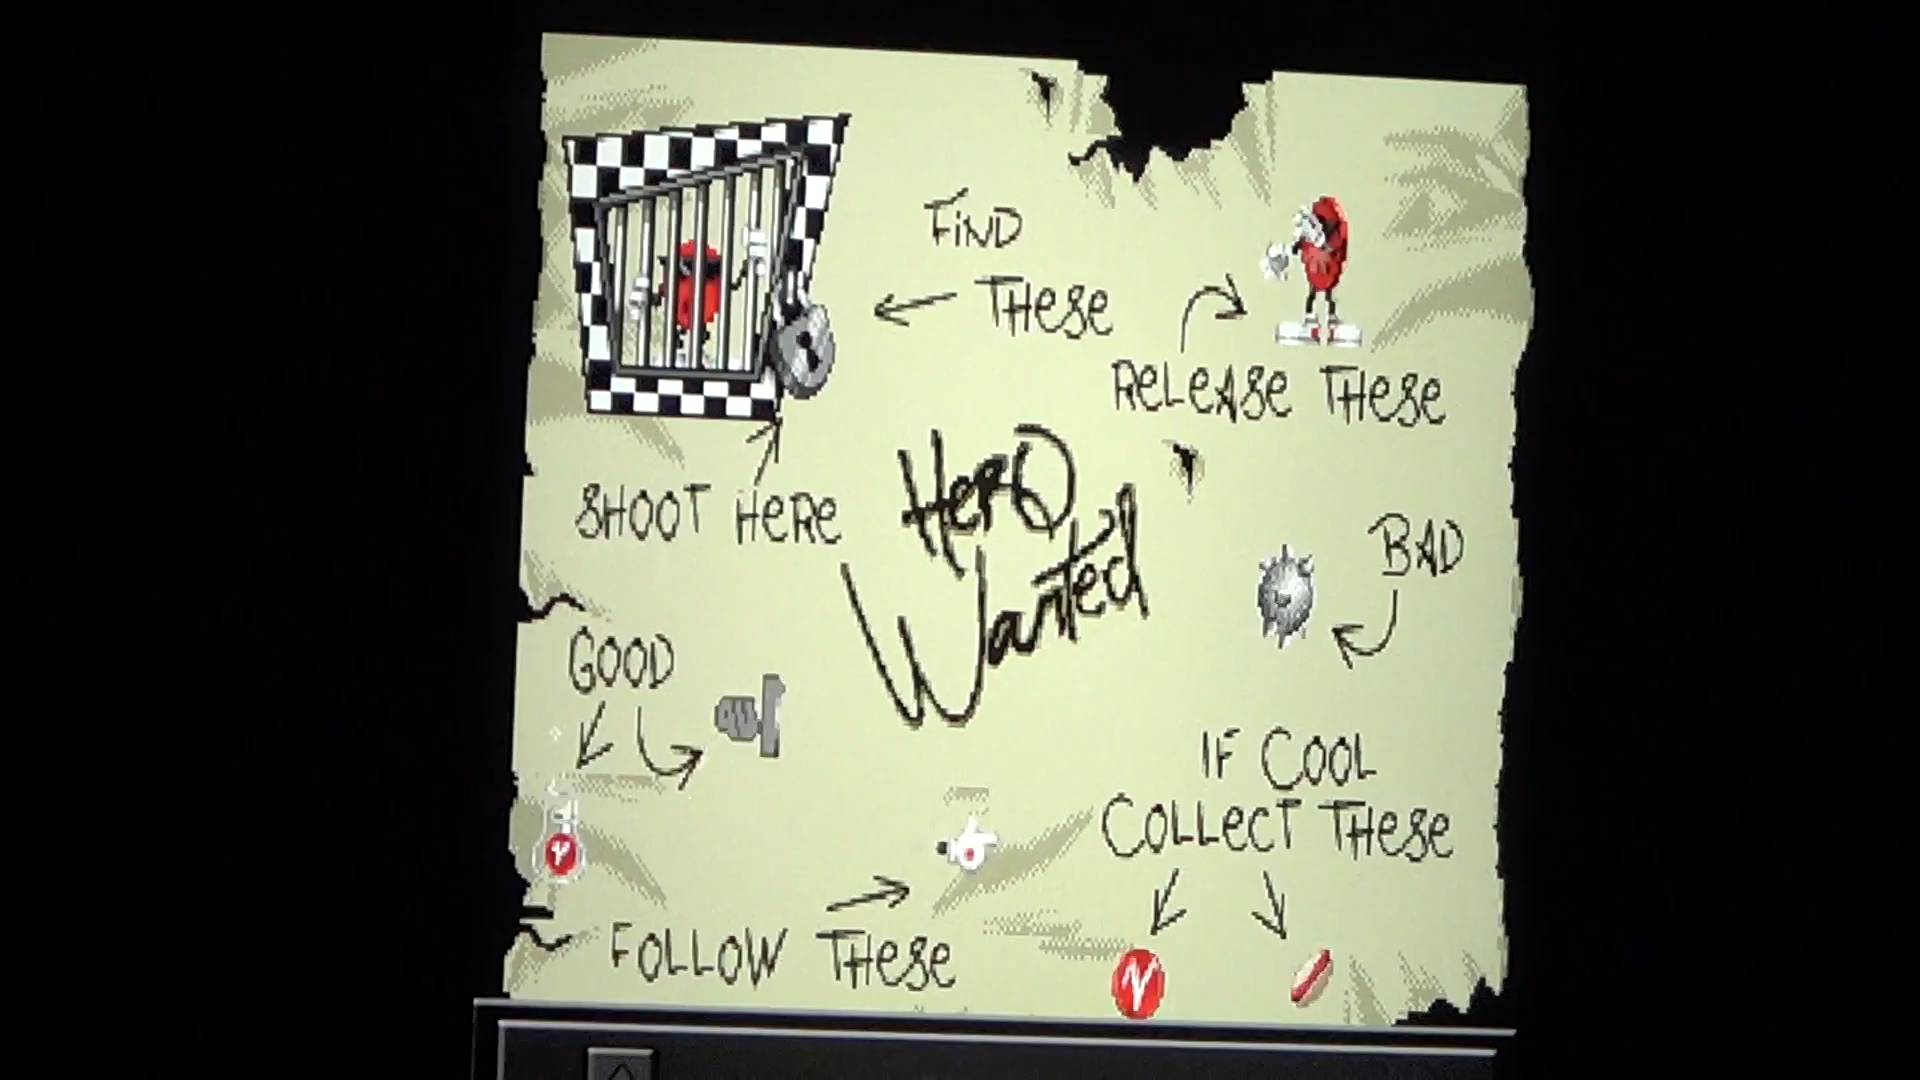 FIND
THESE
RELEASE THESE
SHOOT HERE
Hero
Wanted
BAD
GOOD
IF COOL
COLLECT THESE
FOLLOW THESE